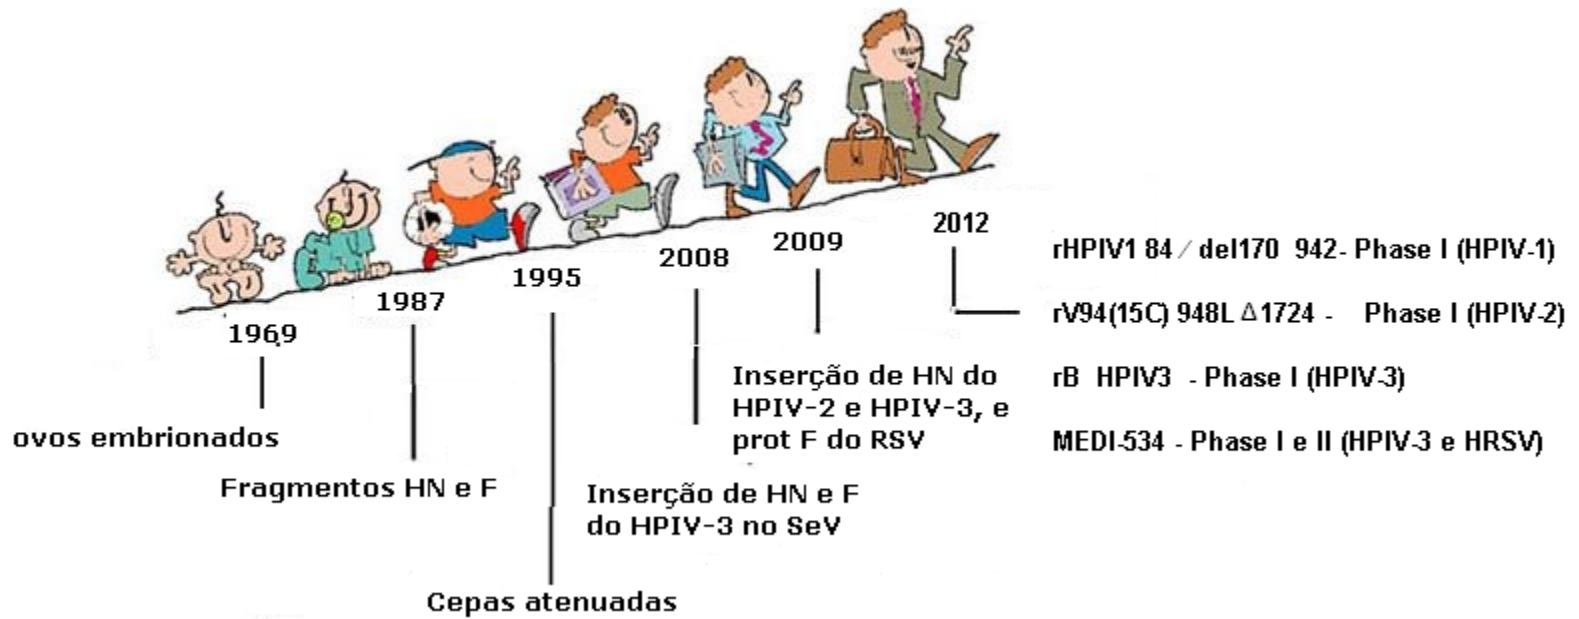 1969
ovos embrionados
1987
Fragmentos HN e F
1995
Cepas atenuadas
2008
Inserção de HN e F
do HPIV-3 no SeV
2009
Inserção de HN do
HPIV-2 e HPIV-3, e
prot F do RSV
2012
rHPIV1 84 / del170 942- Phase I (HPIV-1)
rV94(15C) 948L Δ1724 - Phase I (HPIV-2)
rB HPIV3 - Phase I (HPIV-3)
MEDI-534 - Phase I e II (HPIV-3 e HRSV)